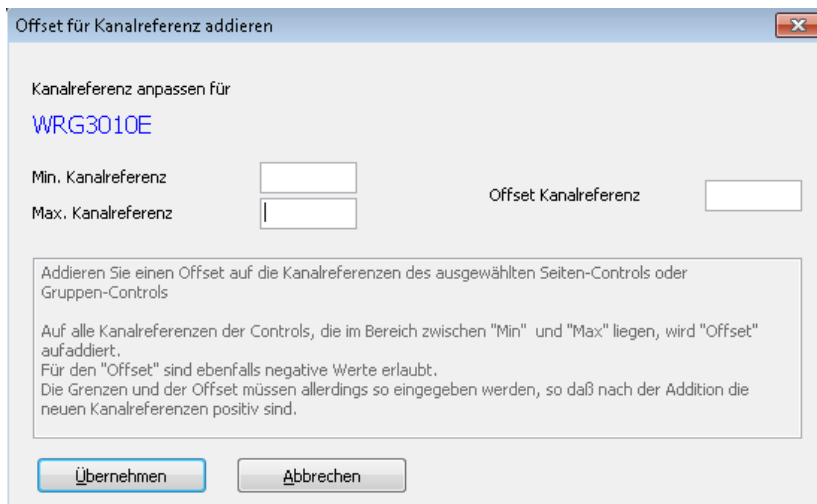 Offset für Kanalreferenz addieren
Kanalreferenz anpassen für
WRG3010E
Min. Kanalreferenz
Max. Kanalreferenz
Offset Kanalreferenz
Addieren Sie einen Offset auf die Kanalreferenzen des ausgewählten Seiten-Controls oder
Gruppen-Controls
Auf alle Kanalreferenzen der Controls, die im Bereich zwischen "Min"  und "Max" liegen, wird "Offset"
aufaddiert.
Für den "Offset" sind ebenfalls negative Werte erlaubt.
Die Grenzen und der Offset müssen allerdings so eingegeben werden, so daß nach der Addition die
neuen Kanalreferenzen positiv sind.
Übernehmen
Abbrechen